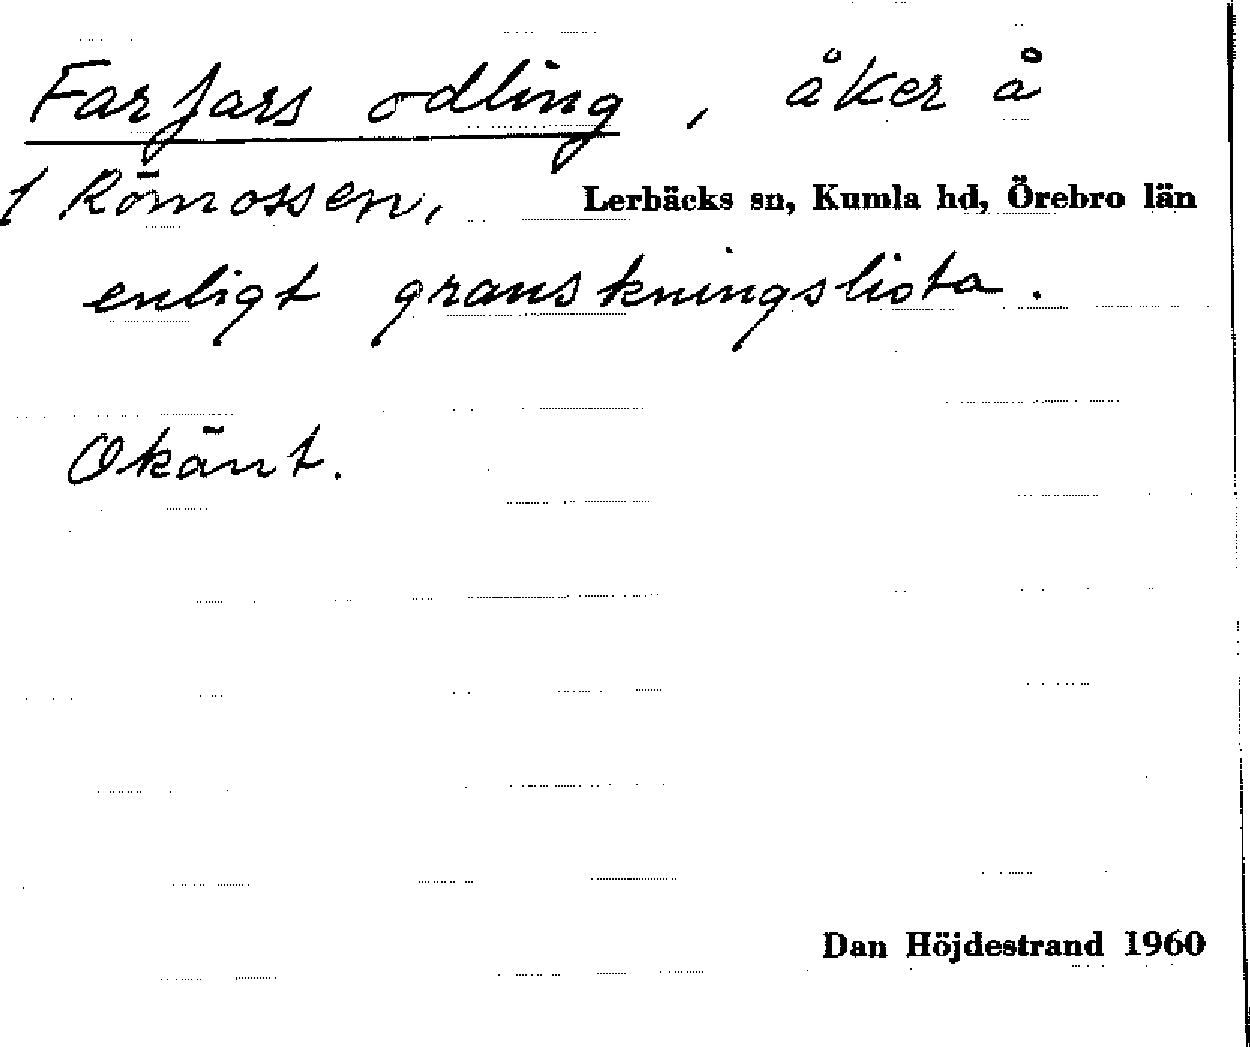 Farfars odling, åker å
1 Römossen, Lerbäcks sn, Kumla hd, Örebro län
enligt granskningslista.
Okänt.
Dan Höjdestrand 1960